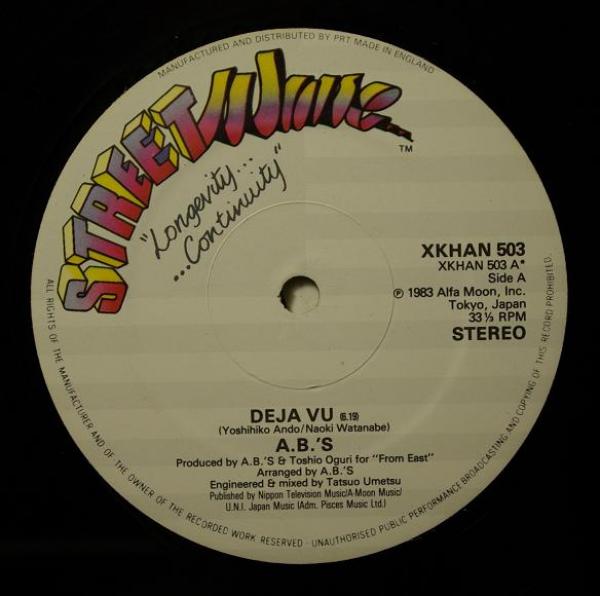 MANUFACTURED AND DISTRIBUTED BY PRT MADE IN ENGLAND
STREET Wave
TM
"Longevity...
...Continuity"
XKHAN 503
XKHAN 503 A*
Side A
℗ 1983 Alfa Moon, Inc.
Tokyo, Japan
33⅓ RPM
STEREO
DEJA VU (6.19)
(Yoshihiko Ando/Naoki Watanabe)
A.B.'S
Produced by A.B.'S & Toshio Oguri for "From East"
Arranged by A.B.'S
Engineered & mixed by Tatsuo Umetsu
Published by Nippon Television Music/A-Moon Music/
U.N.I. Japan Music (Adm. Pisces Music Ltd.)
ALL RIGHTS OF THE MANUFACTURER AND OF THE OWNER OF THE RECORDED WORK RESERVED · UNAUTHORISED PUBLIC PERFORMANCE BROADCASTING AND COPYING OF THIS RECORD PROHIBITED.